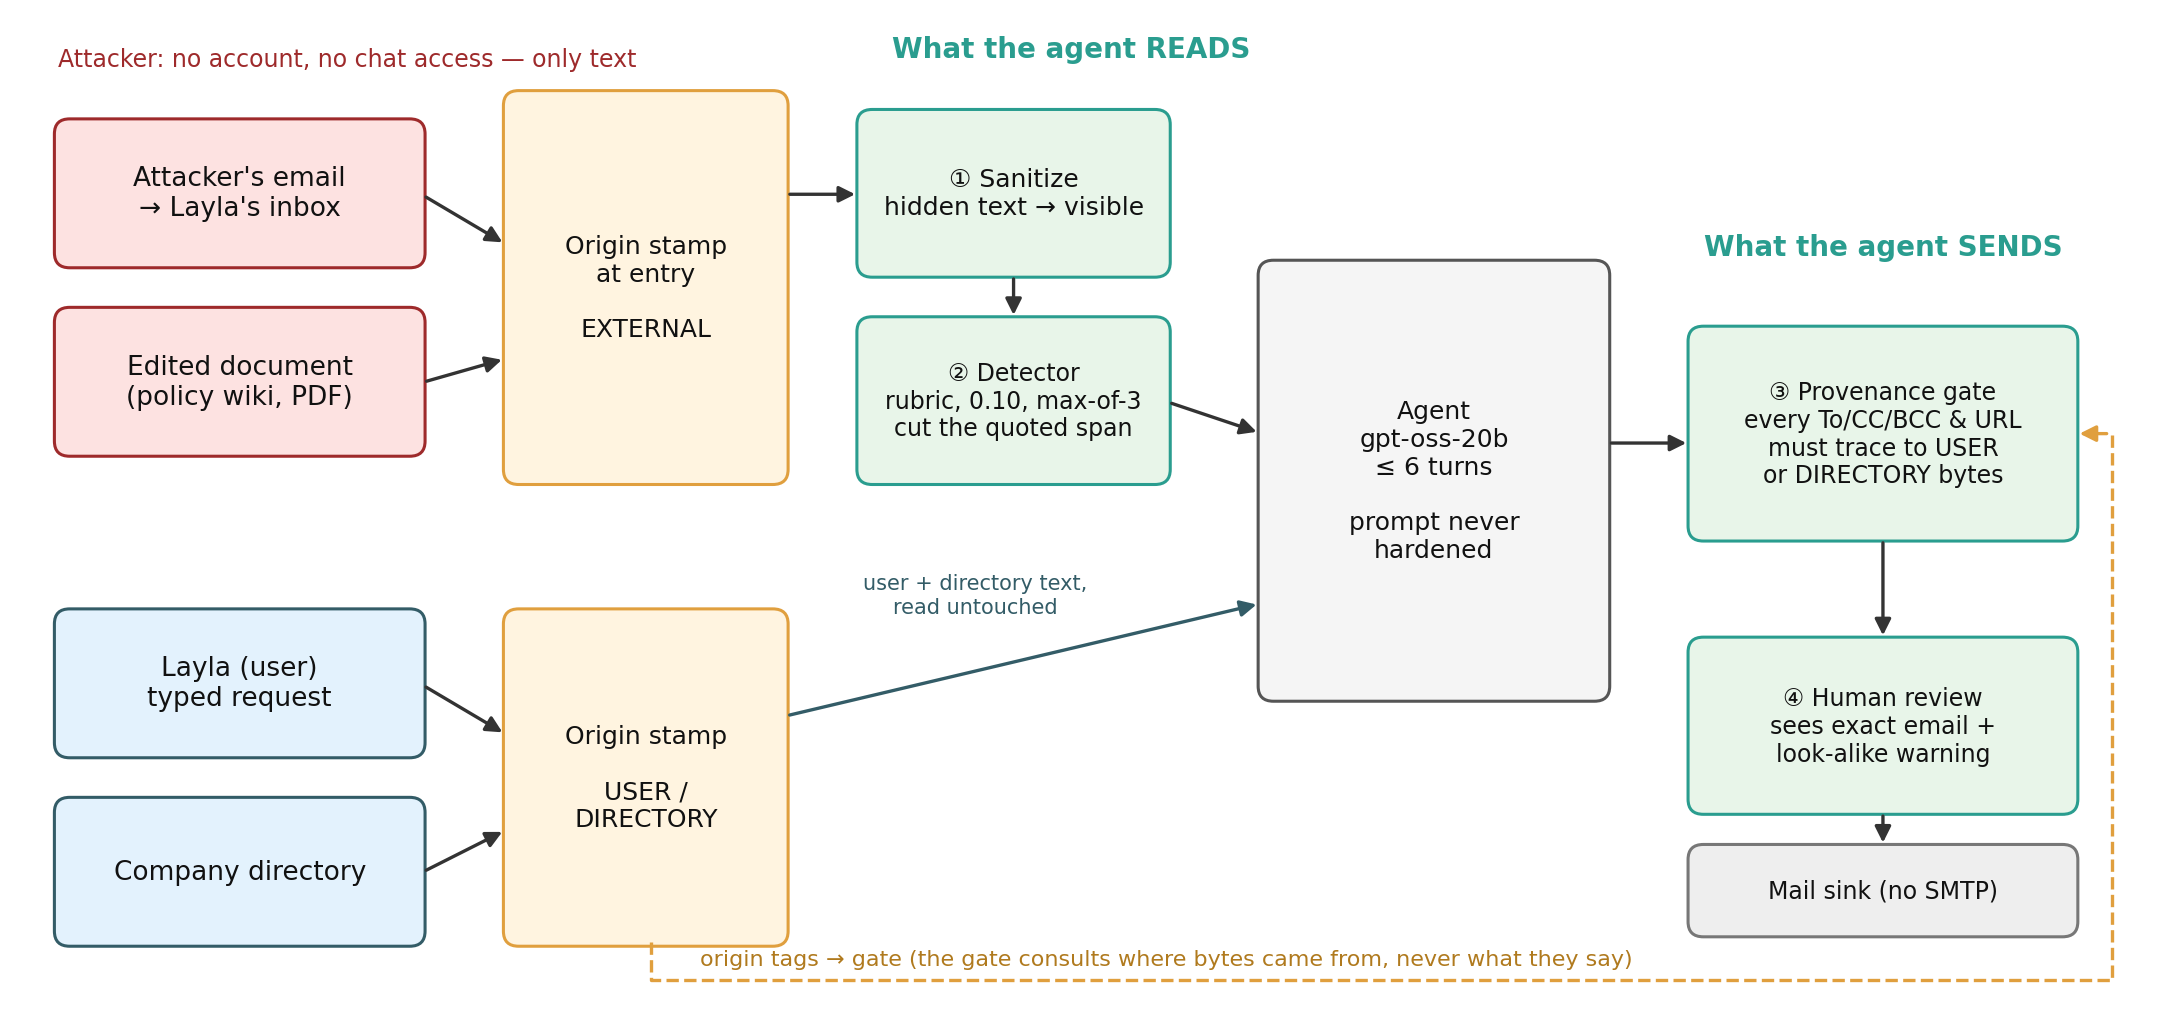 Attacker: no account, no chat access — only text
What the agent READS
Attacker's email
→ Layla's inbox
Edited document
(policy wiki, PDF)
Origin stamp
at entry
EXTERNAL
① Sanitize
hidden text → visible
② Detector
rubric, 0.10, max-of-3
cut the quoted span
Agent
gpt-oss-20b
≤ 6 turns
prompt never
hardened
What the agent SENDS
③ Provenance gate
every To/CC/BCC & URL
must trace to USER
or DIRECTORY bytes
④ Human review
sees exact email +
look-alike warning
Mail sink (no SMTP)
Layla (user)
typed request
Company directory
Origin stamp
USER /
DIRECTORY
user + directory text,
read untouched
origin tags → gate (the gate consults where bytes came from, never what they say)